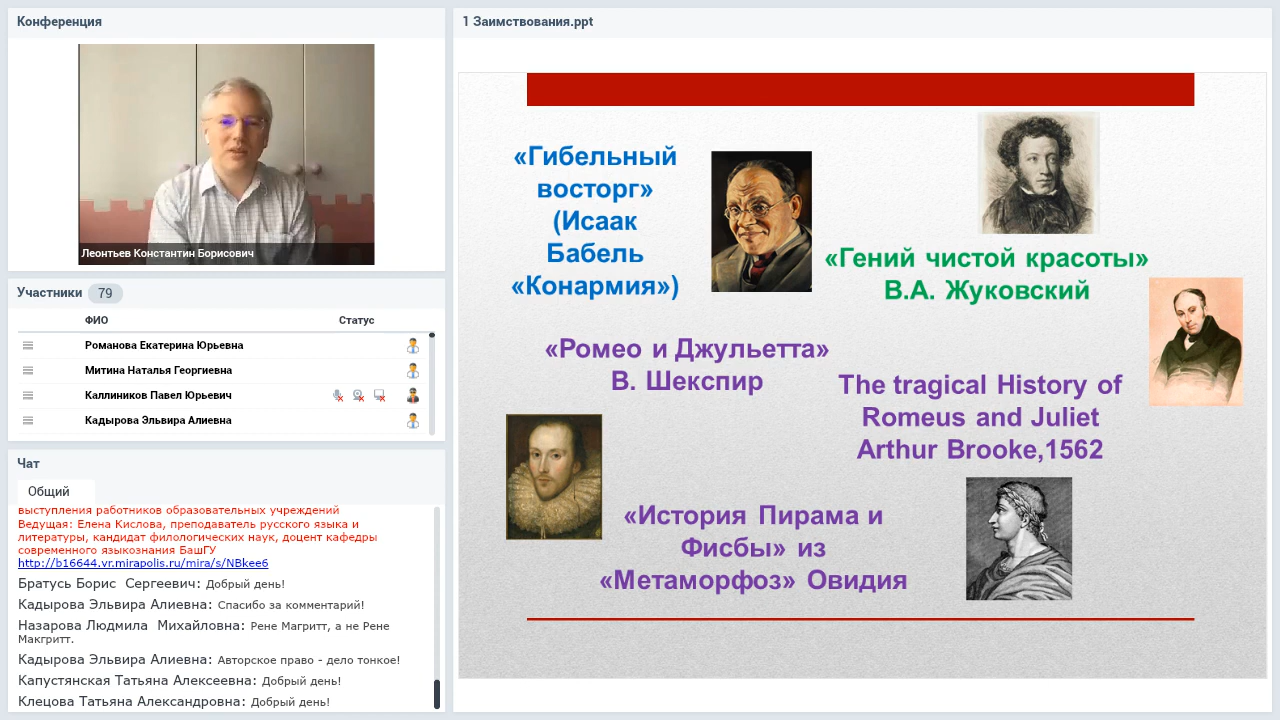 Конференция
Леонтьев Константин Борисович
Участники 79
ФИО Статус
Романова Екатерина Юрьевна
Митина Наталья Георгиевна
Каллиников Павел Юрьевич
Кадырова Эльвира Алиевна
Чат
Общий
выступления работников образовательных учреждений
Ведущая: Елена Кислова, преподаватель русского языка и
литературы, кандидат филологических наук, доцент кафедры
современного языкознания БашГУ
http://b16644.vr.mirapolis.ru/mira/s/NBkee6
Братусь Борис Сергеевич: Добрый день!
Кадырова Эльвира Алиевна: Спасибо за комментарий!
Назарова Людмила Михайловна: Рене Магритт, а не Рене
Макгритт.
Кадырова Эльвира Алиевна: Авторское право - дело тонкое!
Капустянская Татьяна Алексеевна: Добрый день!
Клецова Татьяна Александровна: Добрый день!
1 Заимствования.ppt
«Гибельный
восторг»
(Исаак
Бабель
«Конармия»)
«Гений чистой красоты»
В.А. Жуковский
«Ромео и Джульетта»
В. Шекспир
The tragical History of
Romeus and Juliet
Arthur Brooke,1562
«История Пирама и
Фисбы» из
«Метаморфоз» Овидия